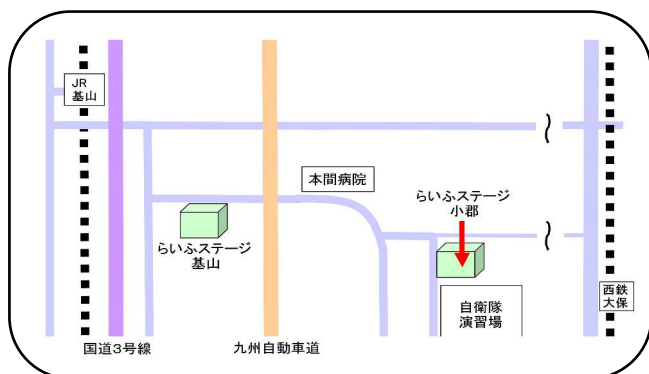 JR
基山
本間病院
らいふステージ
小郡
らいふステージ
基山
西鉄
大保
自衛隊
演習場
国道3号線
九州自動車道